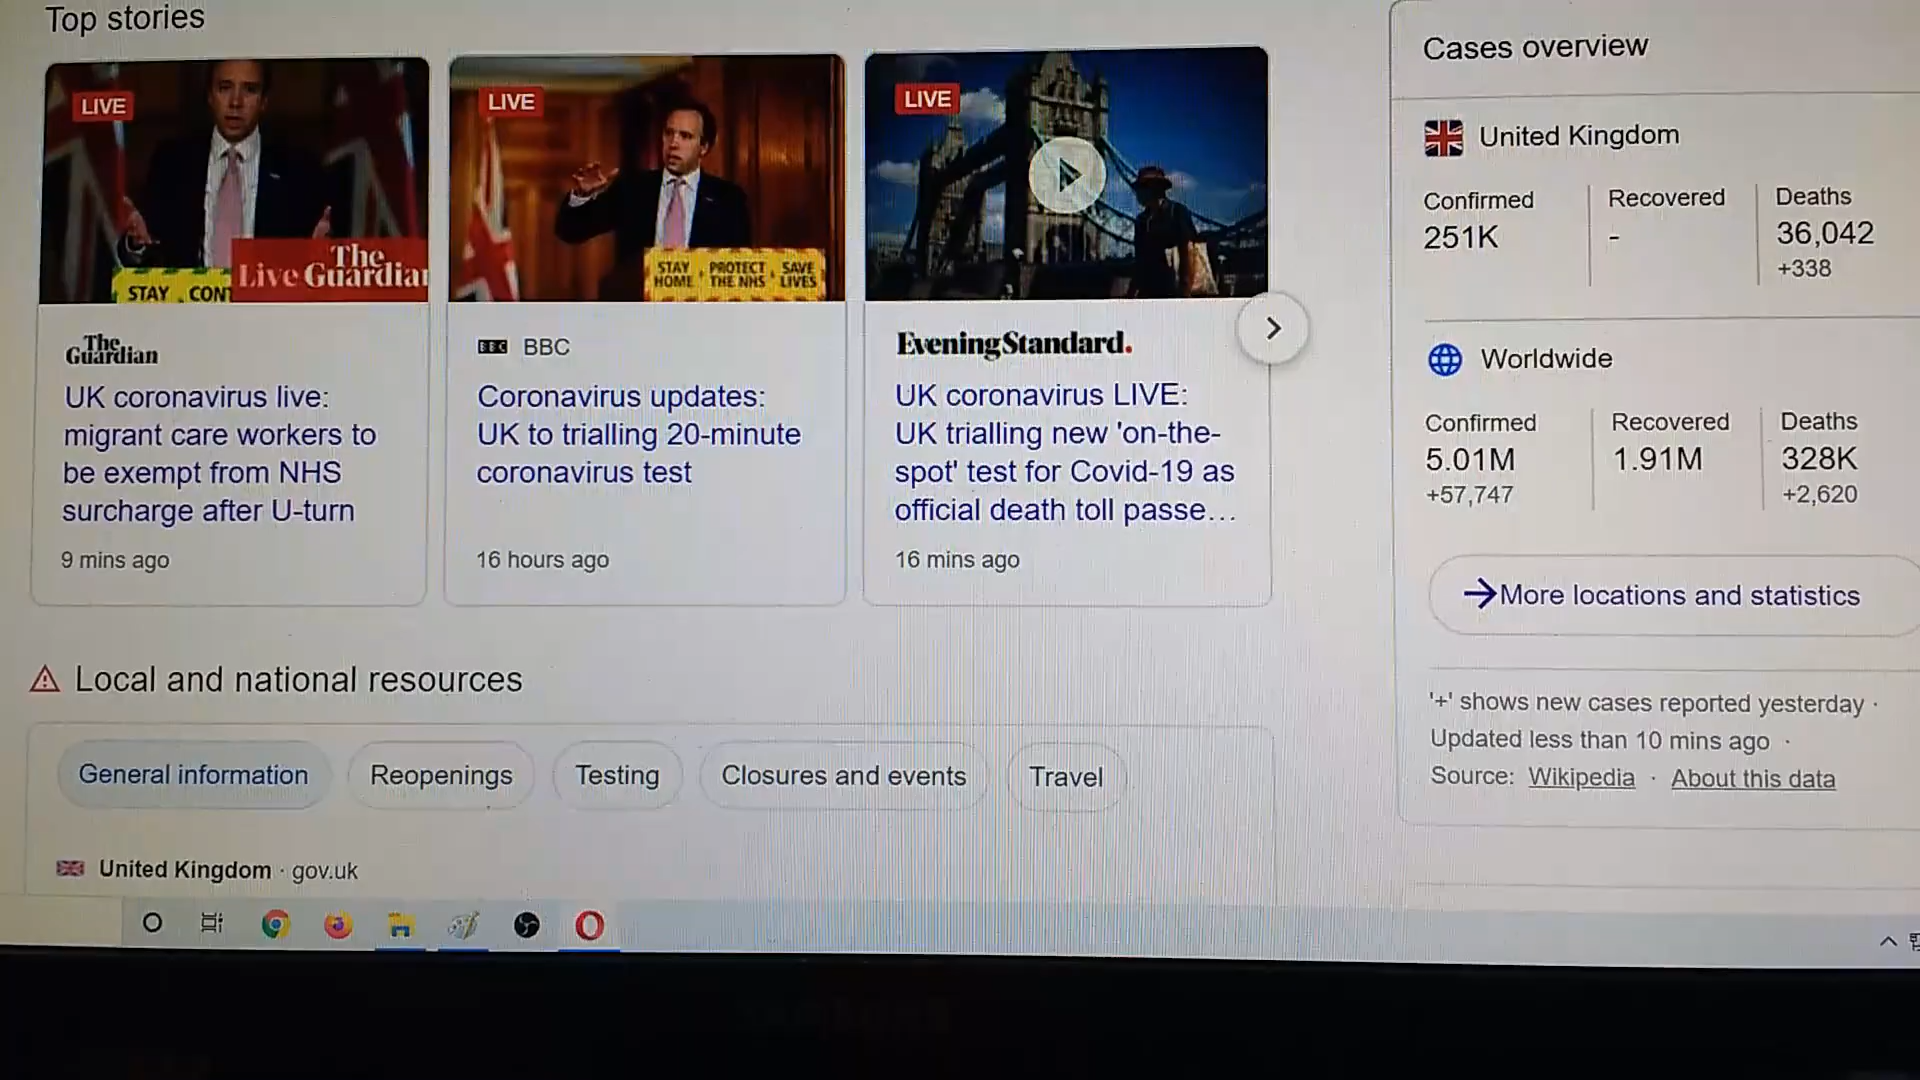 Top stories
LIVE
STAY CONT
The
Live Guardian
The
Guardian
UK coronavirus live:
migrant care workers to
be exempt from NHS
surcharge after U-turn
9 mins ago
LIVE
STAY HOME
PROTECT THE NHS
SAVE LIVES
BBC BBC
Coronavirus updates:
UK to trialling 20-minute
coronavirus test
16 hours ago
LIVE
Evening Standard.
UK coronavirus LIVE:
UK trialling new 'on-the-
spot' test for Covid-19 as
official death toll passe...
16 mins ago
Local and national resources
General information
Reopenings
Testing
Closures and events
Travel
United Kingdom · gov.uk
Cases overview
United Kingdom
Confirmed Recovered Deaths
251K - 36,042
+338
Worldwide
Confirmed Recovered Deaths
5.01M 1.91M 328K
+57,747 +2,620
More locations and statistics
'+' shows new cases reported yesterday ·
Updated less than 10 mins ago ·
Source: Wikipedia · About this data